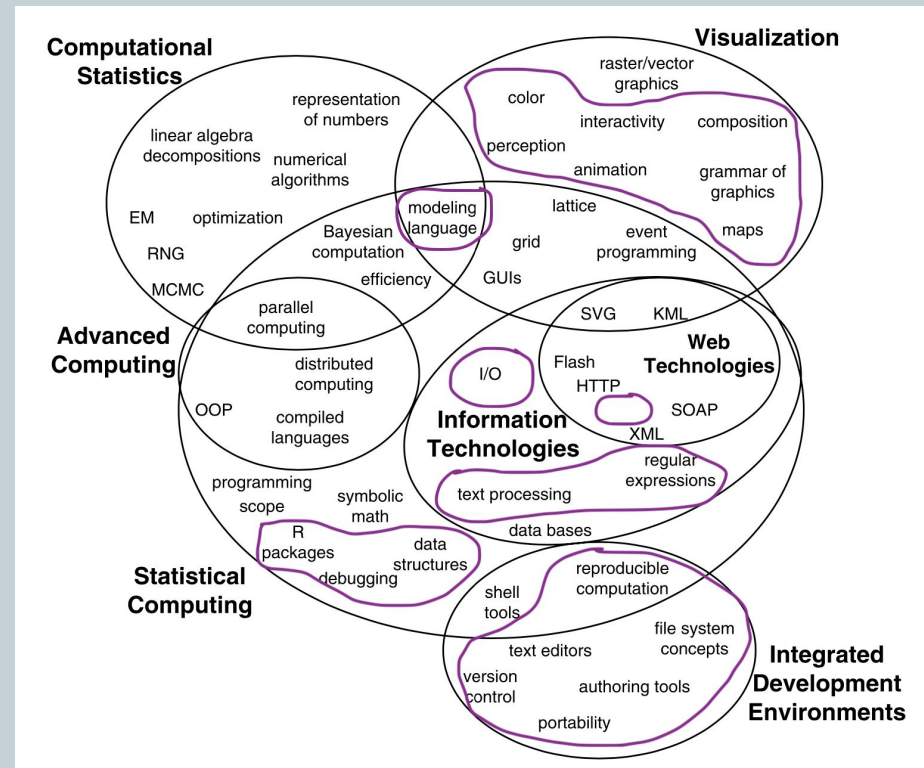 Computational
Statistics
Visualization
raster/vector
graphics
representation
of numbers
color
interactivity
composition
linear algebra
decompositions
perception
numerical
algorithms
animation
grammar of
graphics
EM
optimization
modeling
language
lattice
Bayesian
computation
grid
event
programming
maps
RNG
efficiency
GUIs
MCMC
parallel
computing
SVG
KML
Advanced
Computing
Web
Technologies
distributed
computing
I/O
Flash
HTTP
OOP
compiled
languages
Information
Technologies
SOAP
XML
programming
scope
symbolic
math
text processing
regular
expressions
R
packages
data
structures
debugging
data bases
Statistical
Computing
shell
tools
reproducible
computation
text editors
file system
concepts
version
control
authoring tools
portability
Integrated
Development
Environments